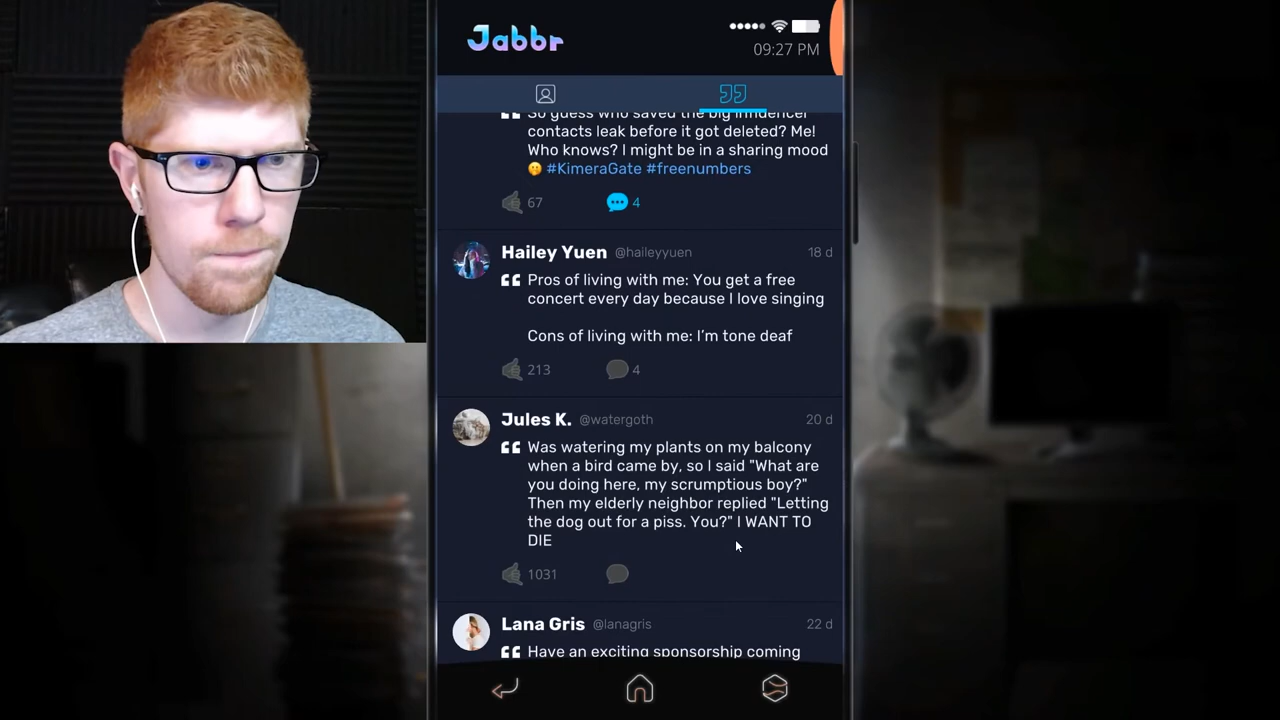 Jabbr
09:27 PM
So guess who saved the big influencer
contacts leak before it got deleted? Me!
Who knows? I might be in a sharing mood
🤫 #KimeraGate #freenumbers
67 4
Hailey Yuen @haileyyuen 18 d
Pros of living with me: You get a free
concert every day because I love singing
Cons of living with me: I'm tone deaf
213 4
Jules K. @watergoth 20 d
Was watering my plants on my balcony
when a bird came by, so I said "What are
you doing here, my scrumptious boy?"
Then my elderly neighbor replied "Letting
the dog out for a piss. You?" I WANT TO
DIE
1031
Lana Gris @lanagris 22 d
Have an exciting sponsorship coming